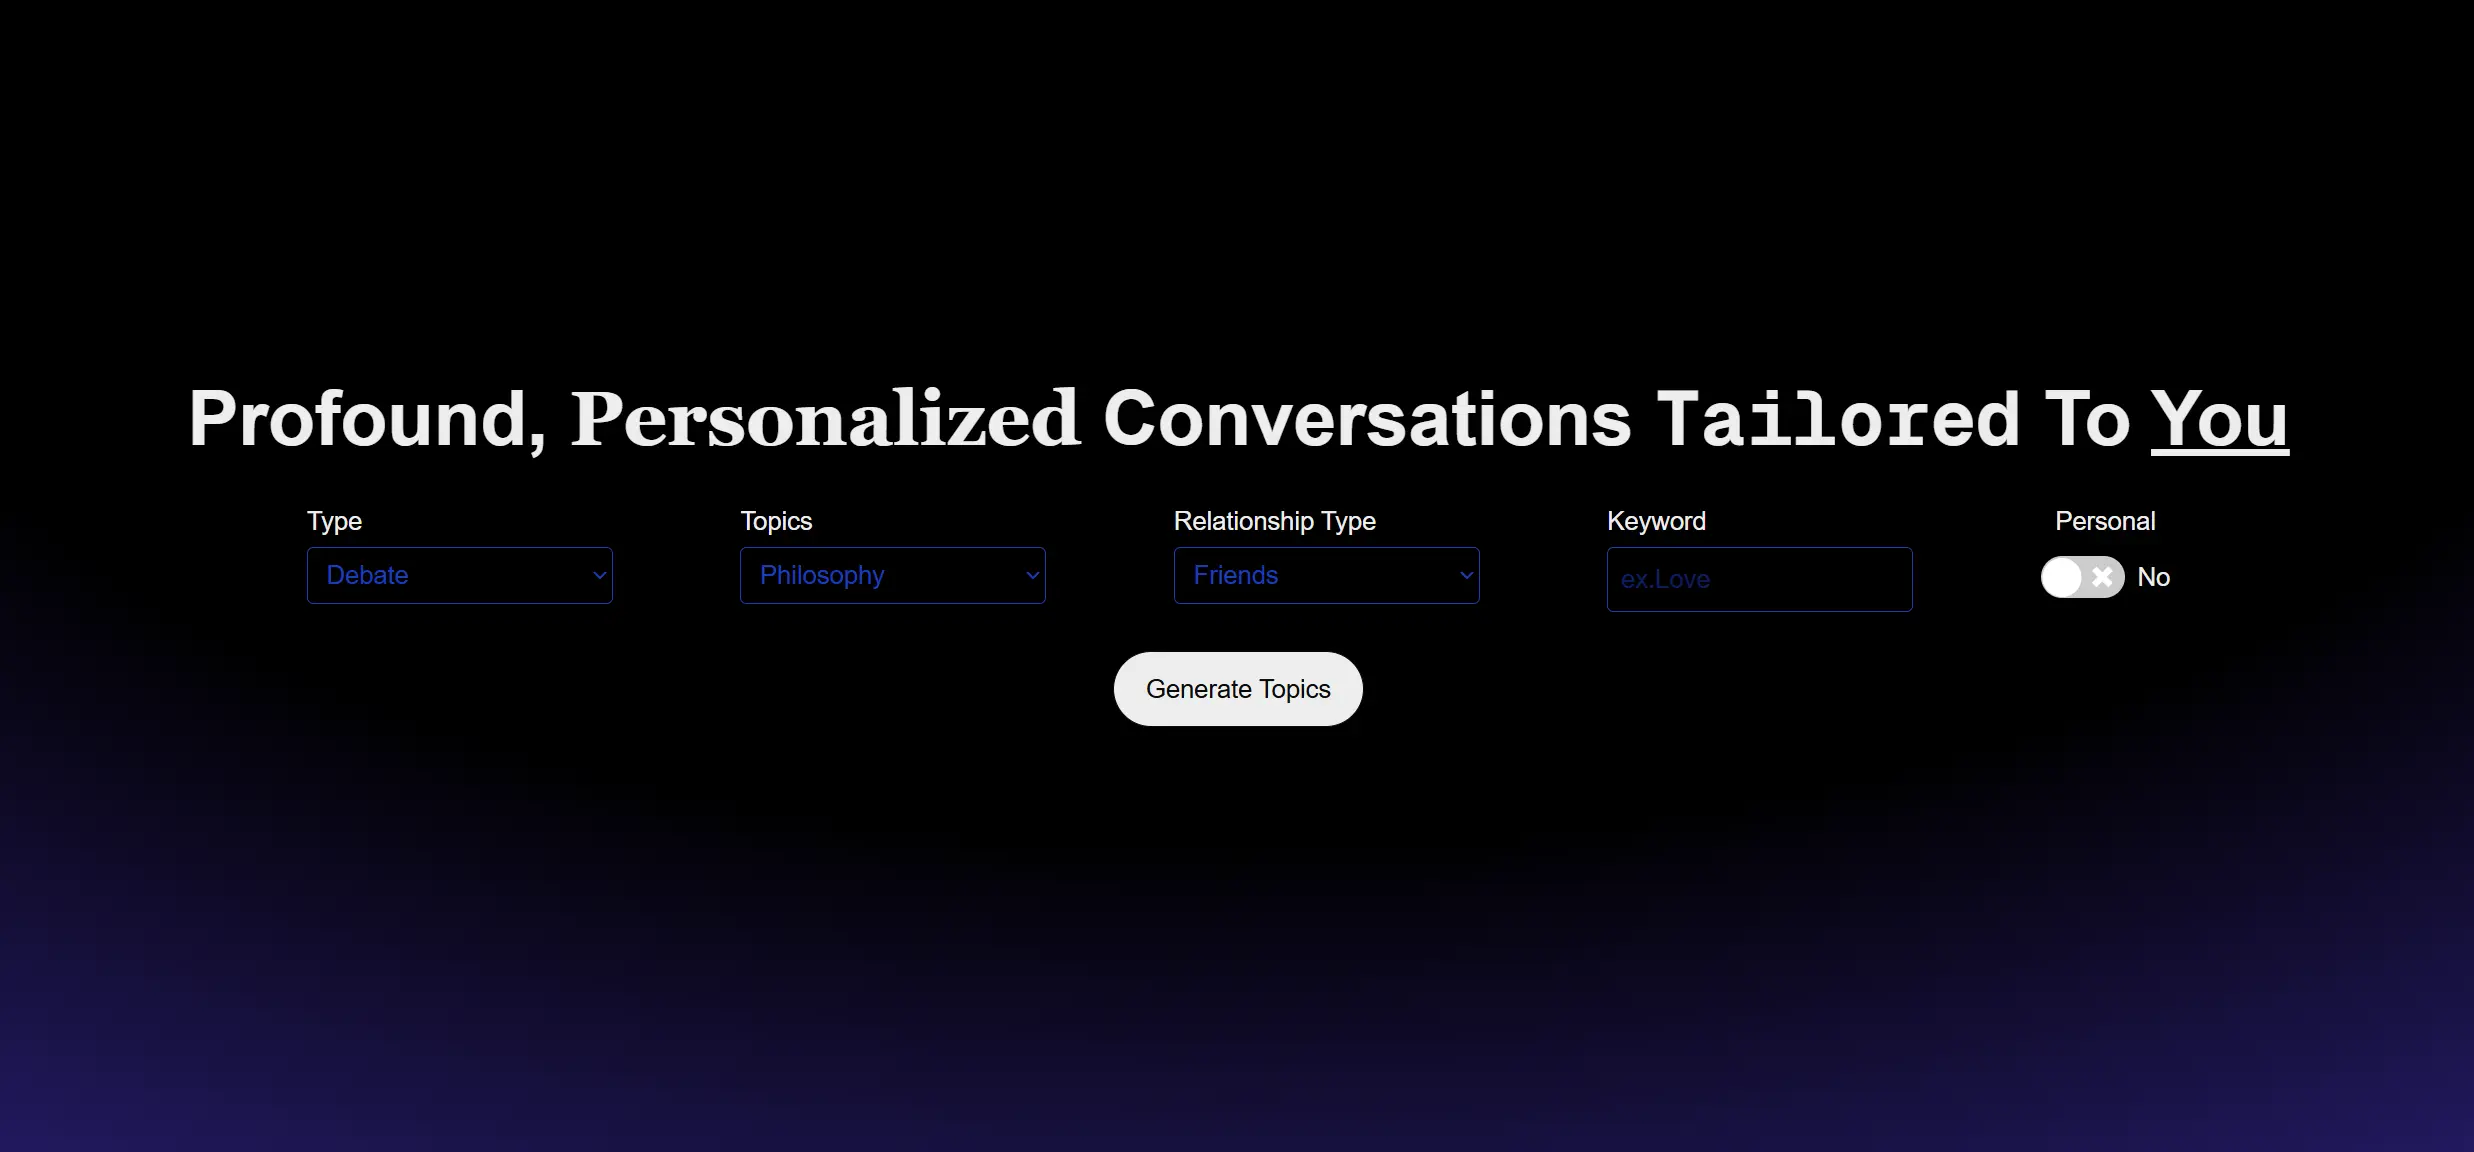 Profound, Personalized Conversations Tailored To You
Type
Topics
Relationship Type
Keyword
Personal
Debate
Philosophy
Friends
ex.Love
No
Generate Topics